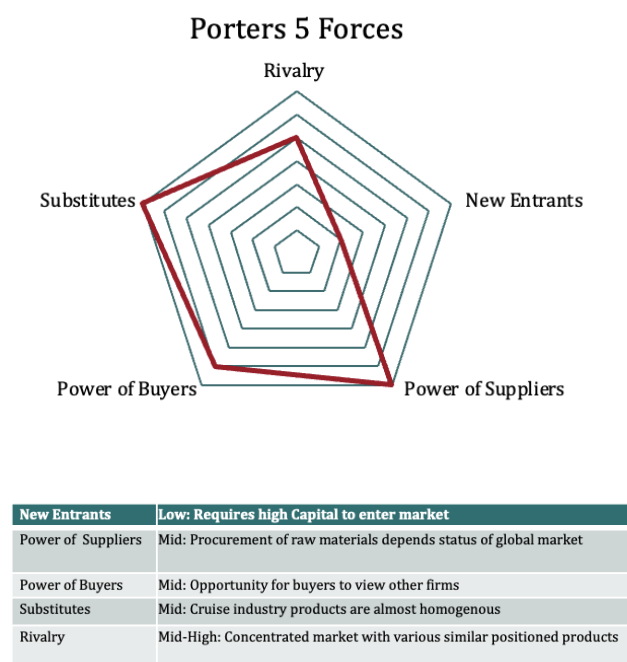 Porters 5 Forces
Rivalry
Substitutes
New Entrants
Power of Buyers
Power of Suppliers
New Entrants Low: Requires high Capital to enter market
Power of Suppliers Mid: Procurement of raw materials depends status of global market
Power of Buyers Mid: Opportunity for buyers to view other firms
Substitutes Mid: Cruise industry products are almost homogenous
Rivalry Mid-High: Concentrated market with various similar positioned products